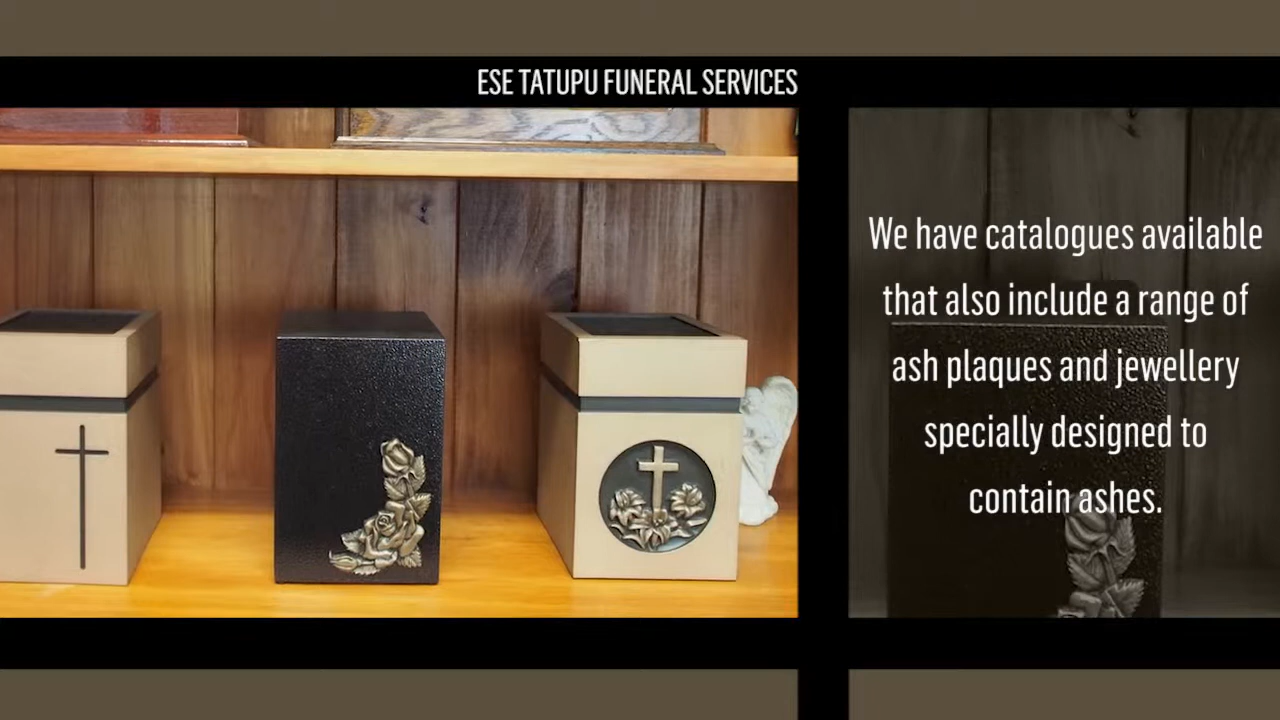 ESE TATUPU FUNERAL SERVICES
We have catalogues available
that also include a range of
ash plaques and jewellery
specially designed to
contain ashes.